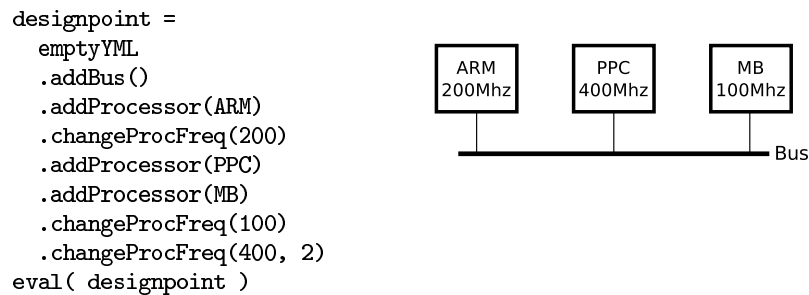 designpoint =
emptyYML
.addBus()
.addProcessor(ARM)
.changeProcFreq(200)
.addProcessor(PPC)
.addProcessor(MB)
.changeProcFreq(100)
.changeProcFreq(400, 2)
eval( designpoint )
ARM
200Mhz
PPC
400Mhz
MB
100Mhz
Bus